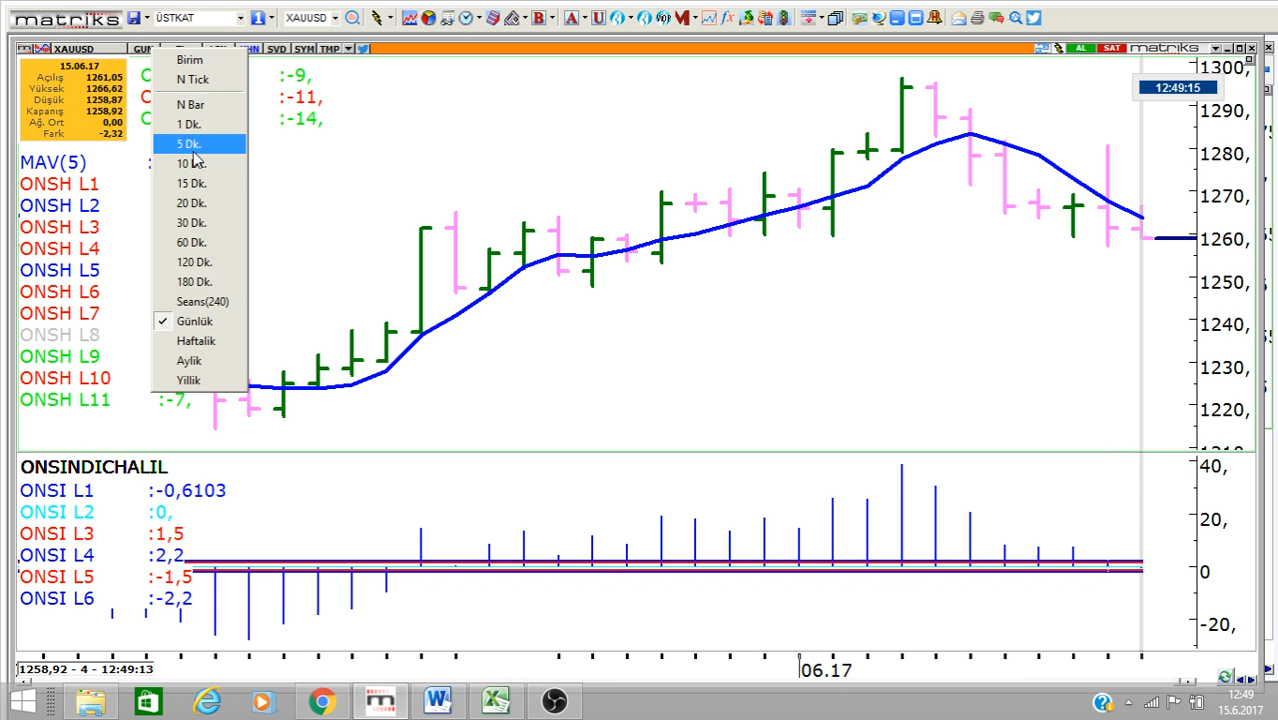 matriks ÜSTKAT XAUUSD
XAUUSD GUN SVD SYM TMP AL SAT matriks
15.06.17
Açılış 1261,05
Yüksek 1266,62
Düşük 1258,87
Kapanış 1258,92
Ağ. Ort 0,00
Fark -2,32
:-9,
:-11,
:-14,
MAV(5)
ONSH L1
ONSH L2
ONSH L3
ONSH L4
ONSH L5
ONSH L6
ONSH L7
ONSH L8
ONSH L9
ONSH L10
ONSH L11 :-7,
Birim
N Tick
N Bar
1 Dk.
5 Dk.
10
15 Dk.
20 Dk.
30 Dk.
60 Dk.
120 Dk.
180 Dk.
Seans(240)
Günlük
Haftalik
Aylik
Yillik
12:49:15
1300,
1290,
1280,
1270,
1260,
1250,
1240,
1230,
1220,
ONSINDICHALIL
ONSI L1 :-0,6103
ONSI L2 :0,
ONSI L3 :1,5
ONSI L4 :2,2
ONSI L5 :-1,5
ONSI L6 :-2,2
40,
20,
0
-20,
1258,92 - 4 - 12:49:13
06.17
12:49
15.6.2017